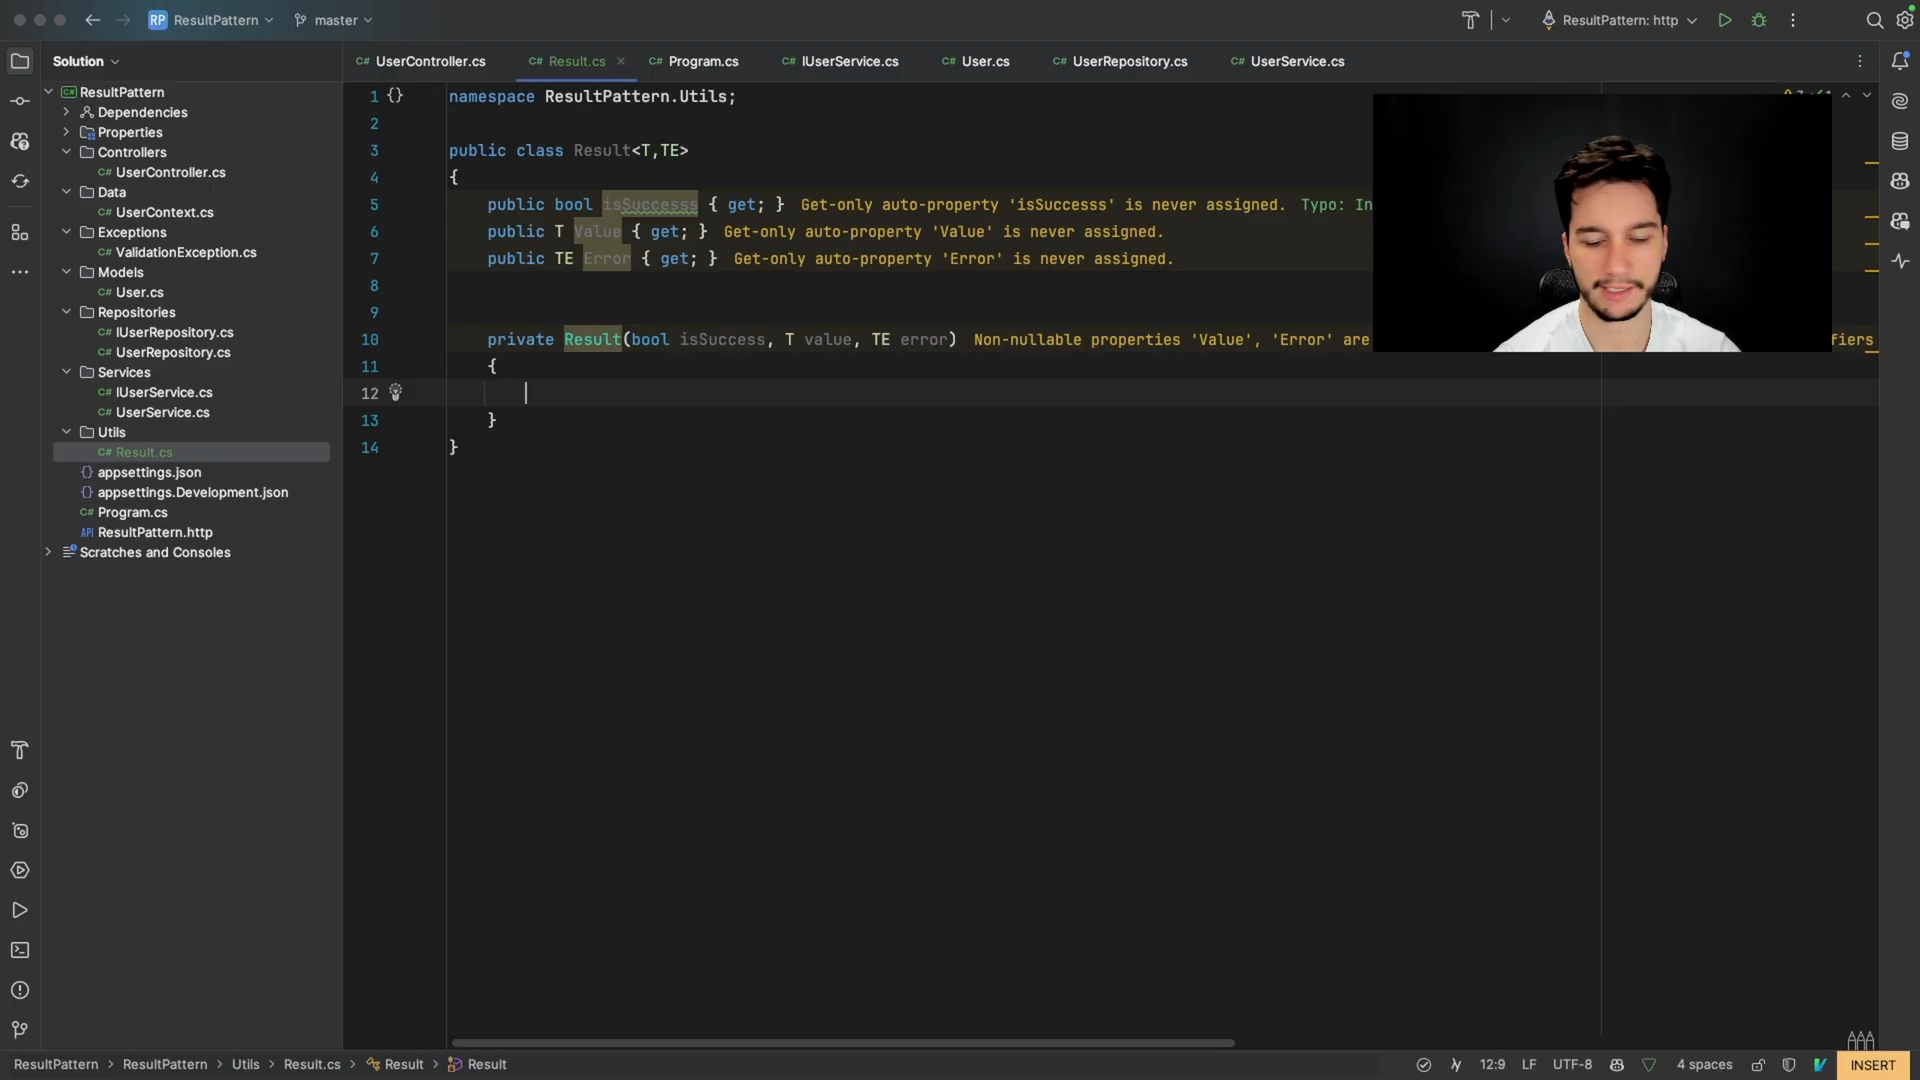 RP ResultPattern master ResultPattern: http
Solution
C# UserController.cs C# Result.cs C# Program.cs C# IUserService.cs C# User.cs C# UserRepository.cs C# UserService.cs
C# ResultPattern
Dependencies
Properties
Controllers
C# UserController.cs
Data
C# UserContext.cs
Exceptions
C# ValidationException.cs
Models
C# User.cs
Repositories
C# IUserRepository.cs
C# UserRepository.cs
Services
C# IUserService.cs
C# UserService.cs
Utils
C# Result.cs
{} appsettings.json
{} appsettings.Development.json
C# Program.cs
API ResultPattern.http
Scratches and Consoles
1 {} namespace ResultPattern.Utils;
2
3 public class Result<T,TE>
4 {
5 public bool isSuccesss { get; } Get-only auto-property 'isSuccesss' is never assigned. Typo: In
6 public T Value { get; } Get-only auto-property 'Value' is never assigned.
7 public TE Error { get; } Get-only auto-property 'Error' is never assigned.
8
9
10 private Result(bool isSuccess, T value, TE error) Non-nullable properties 'Value', 'Error' are fiers
11 {
12
13 }
14 }
ResultPattern > ResultPattern > Utils > Result.cs > Result > Result 12:9 LF UTF-8 4 spaces INSERT